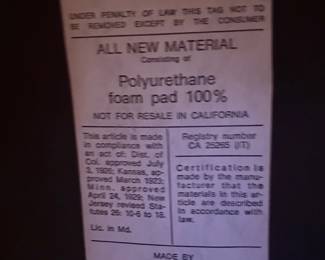 UNDER PENALTY OF LAW THIS TAG NOT TO
BE REMOVED EXCEPT BY THE CONSUMER
ALL NEW MATERIAL
Consisting of
Polyurethane
foam pad 100%
NOT FOR RESALE IN CALIFORNIA
This article is made
in compliance with
an act of: Dist. of
Col. approved July
3, 1926; Kansas, ap-
proved March 1923;
Minn. approved
April 24, 1929; New
Jersey revised Sta-
tutes 26: 10-6 to 18.
Lic. in Md.
Registry number
CA 25265 (IT)
Certification is
made by the manu-
facturer that the
materials in this ar-
ticle are described
in accordance with
law.
MADE BY